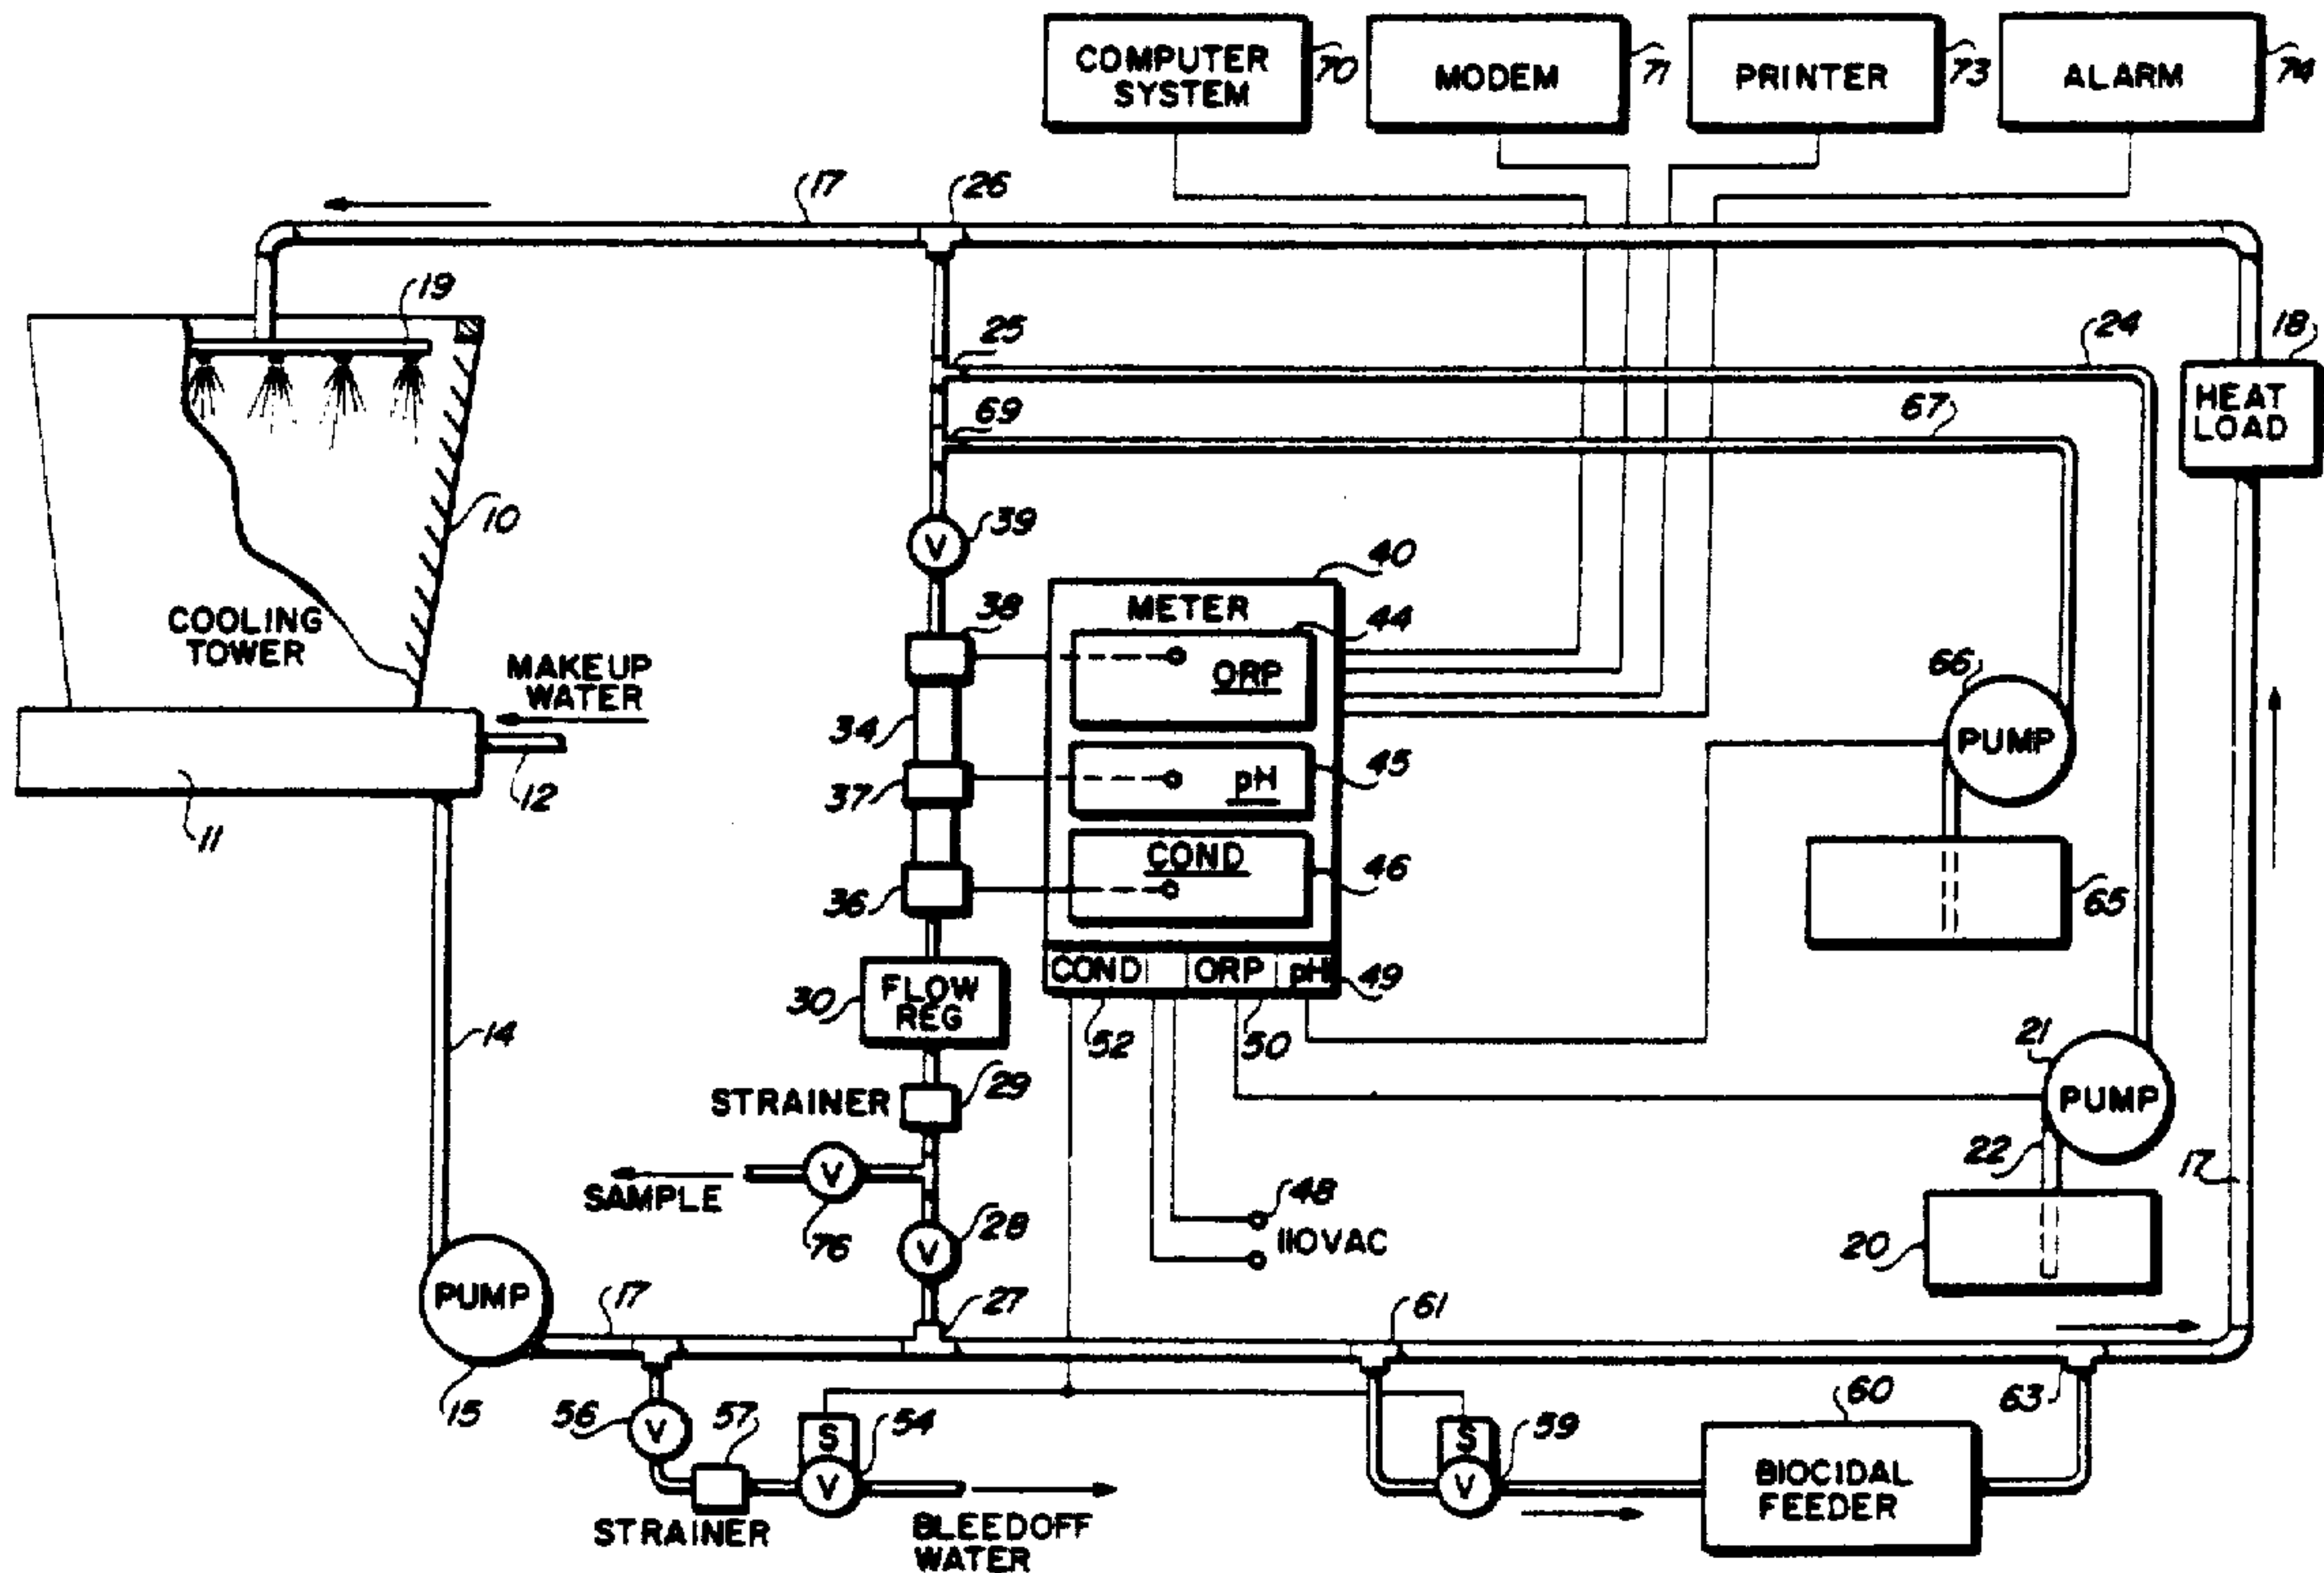 COMPUTER
SYSTEM
70
MODEM
71
PRINTER
73
ALARM
74
17
26
19
25
24
18
HEAT
LOAD
69
67
10
39
V
40
METER
38
44
ORP
COOLING
TOWER
MAKEUP
WATER
34
66
PUMP
37
pH
45
12
11
COND
46
36
65
COND
ORP
pH
49
30
FLOW
REG
52
50
14
21
PUMP
STRAINER
29
22
17
SAMPLE
V
76
28
V
48
110VAC
20
PUMP
17
27
61
15
56
V
57
S
V
54
S
V
59
60
63
BIOCIDAL
FEEDER
STRAINER
BLEEDOFF
WATER